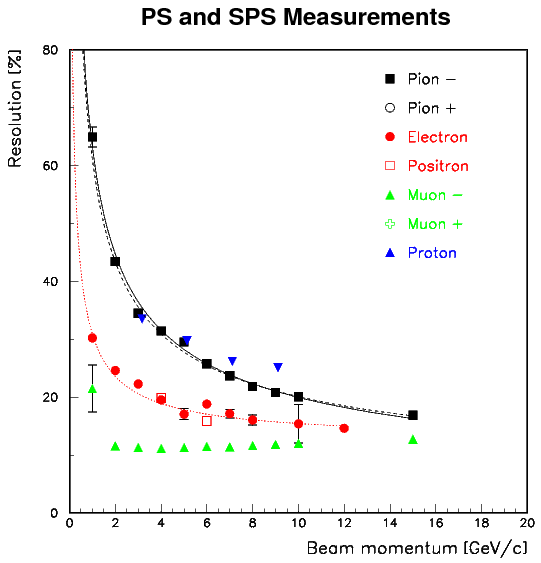 PS and SPS Measurements
Resolution [%]
80
60
40
20
0
Pion −
Pion +
Electron
Positron
Muon −
Muon +
Proton
0 2 4 6 8 10 12 14 16 18 20
Beam momentum [GeV/c]